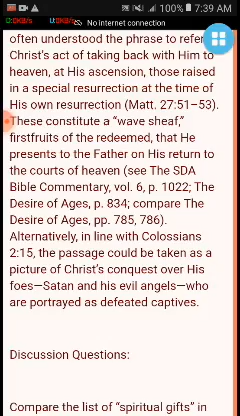 100% 7:39 AM
No internet connection
often understood the phrase to refer
Christ's act of taking back with Him to
heaven, at His ascension, those raised
in a special resurrection at the time of
His own resurrection (Matt. 27:51–53).
These constitute a "wave sheaf,"
firstfruits of the redeemed, that He
presents to the Father on His return to
the courts of heaven (see The SDA
Bible Commentary, vol. 6, p. 1022; The
Desire of Ages, p. 834; compare The
Desire of Ages, pp. 785, 786).
Alternatively, in line with Colossians
2:15, the passage could be taken as a
picture of Christ's conquest over His
foes—Satan and his evil angels—who
are portrayed as defeated captives.
Discussion Questions:
Compare the list of "spiritual gifts" in